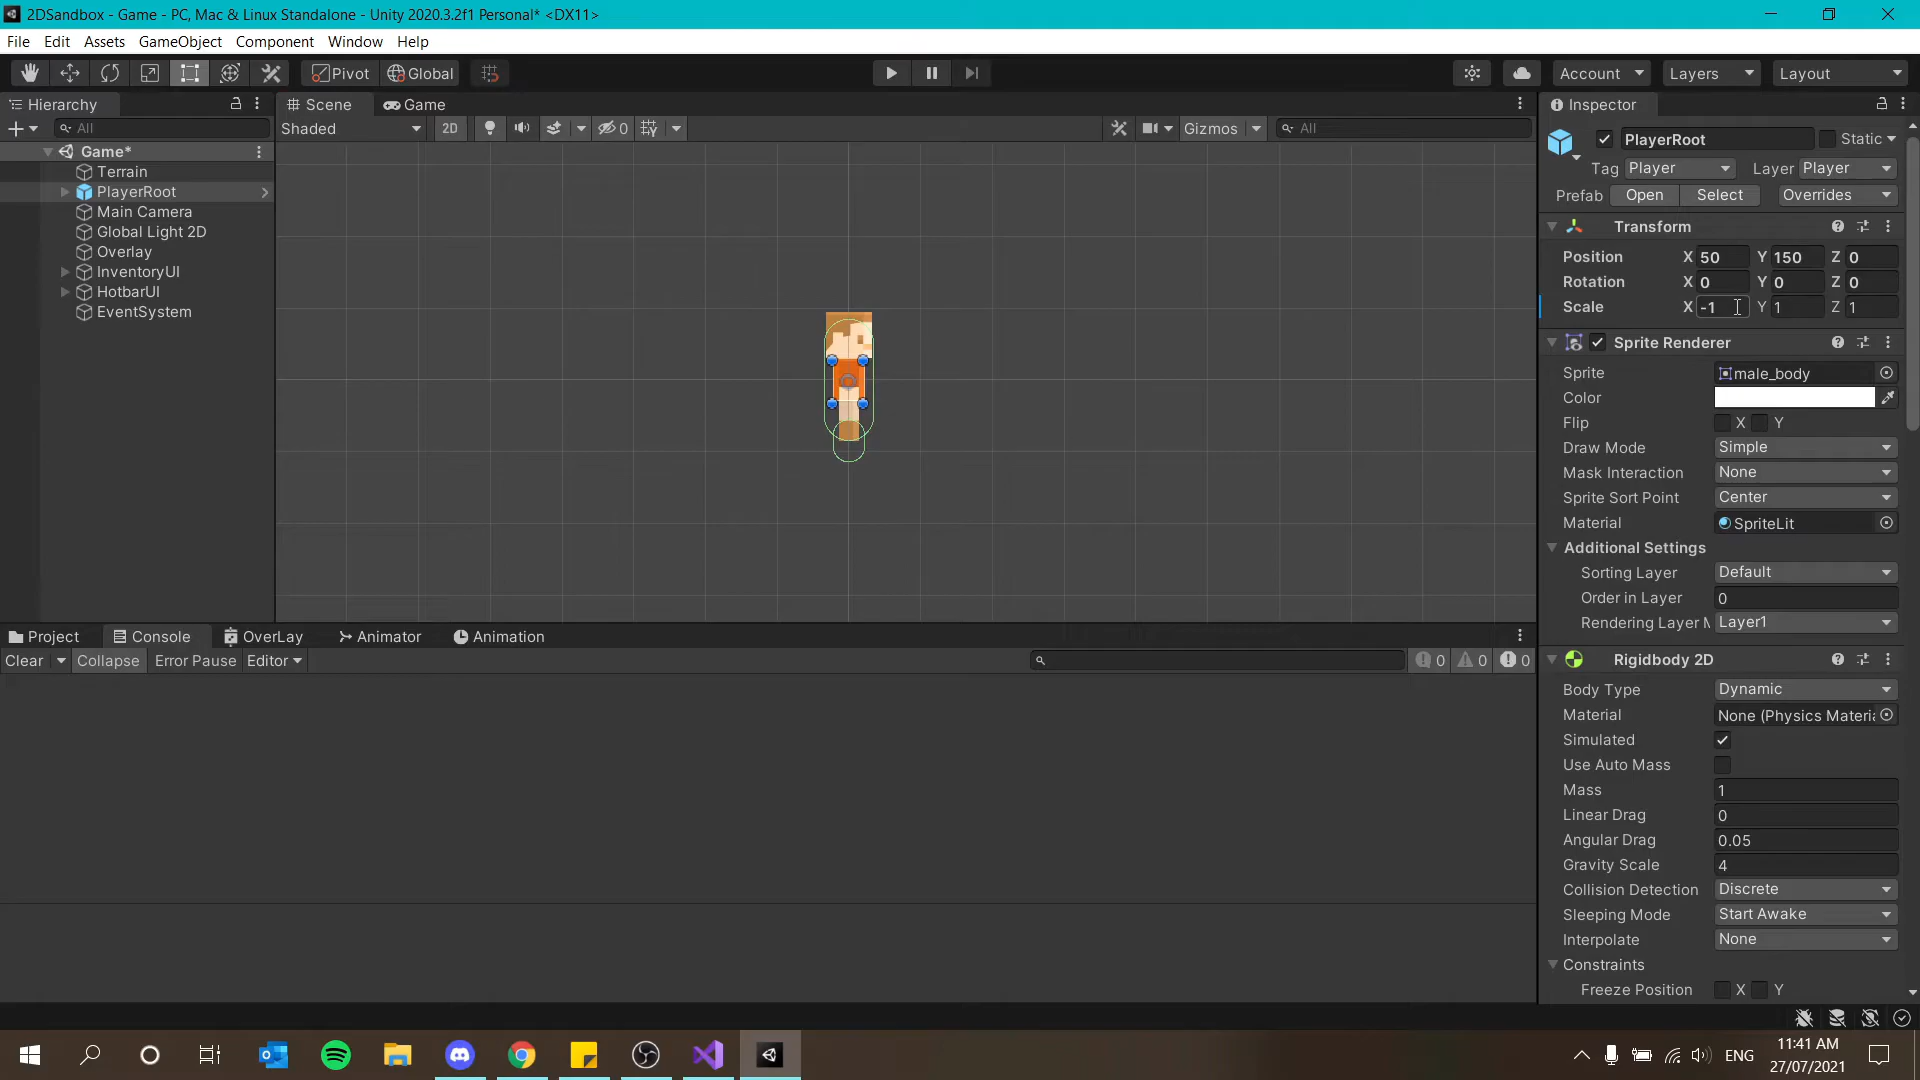 2DSandbox - Game - PC, Mac & Linux Standalone - Unity 2020.3.2f1 Personal* <DX11>
File Edit Assets GameObject Component Window Help
Pivot Global Account Layers Layout
Hierarchy
All
Game*
Terrain
PlayerRoot
Main Camera
Global Light 2D
Overlay
InventoryUI
HotbarUI
EventSystem
Scene Game
Shaded 2D 0 Gizmos All
Project Console OverLay Animator Animation
Clear Collapse Error Pause Editor 0 0 0
Inspector
PlayerRoot Static
Tag Player Layer Player
Prefab Open Select Overrides
Transform
Position X 50 Y 150 Z 0
Rotation X 0 Y 0 Z 0
Scale X -1 Y 1 Z 1
Sprite Renderer
Sprite male_body
Color
Flip X Y
Draw Mode Simple
Mask Interaction None
Sprite Sort Point Center
Material SpriteLit
Additional Settings
Sorting Layer Default
Order in Layer 0
Rendering Layer M Layer1
Rigidbody 2D
Body Type Dynamic
Material None (Physics Materia
Simulated
Use Auto Mass
Mass 1
Linear Drag 0
Angular Drag 0.05
Gravity Scale 4
Collision Detection Discrete
Sleeping Mode Start Awake
Interpolate None
Constraints
Freeze Position X Y
ENG 11:41 AM
27/07/2021